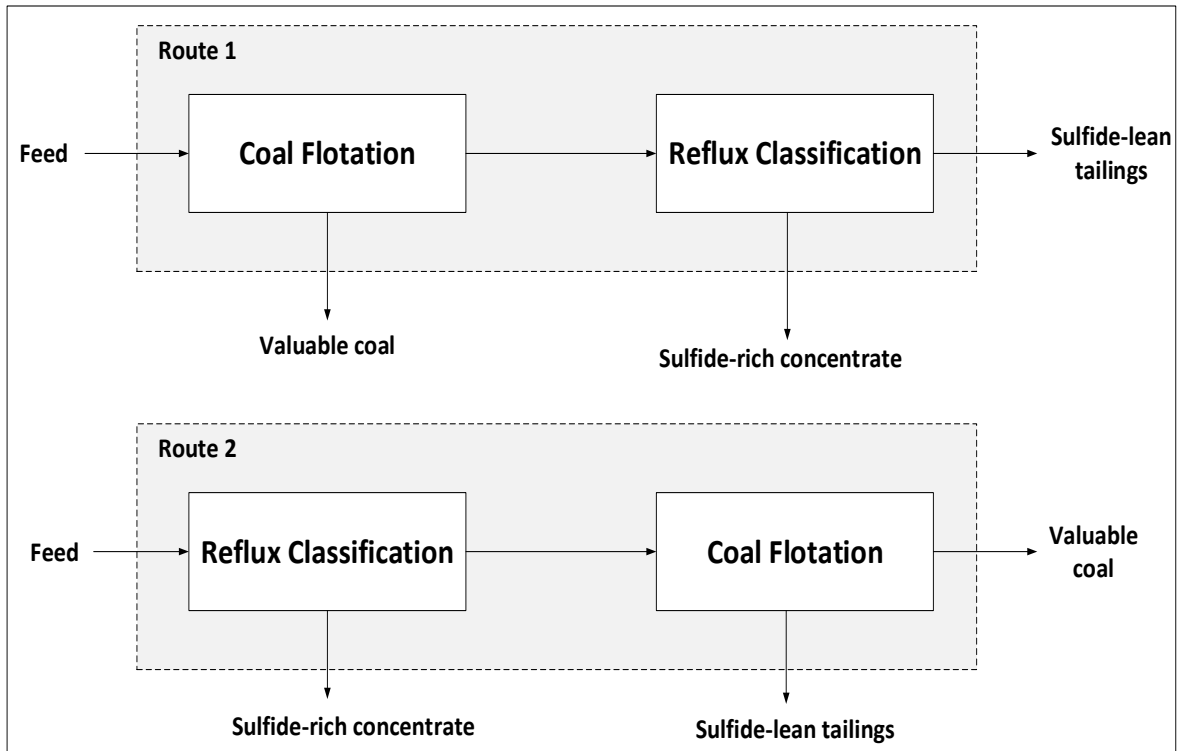 Route 1
Feed
Coal Flotation
Reflux Classification
Sulfide-lean
tailings
Valuable coal
Sulfide-rich concentrate
Route 2
Feed
Reflux Classification
Coal Flotation
Valuable
coal
Sulfide-rich concentrate
Sulfide-lean tailings